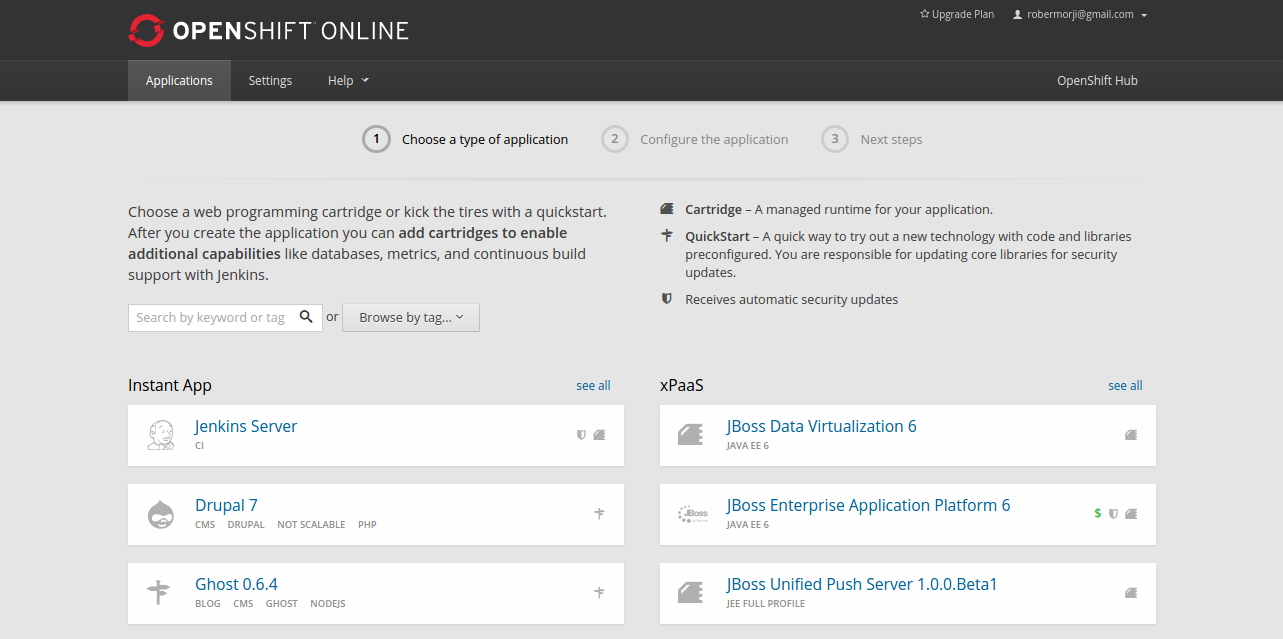 OPENSHIFT ONLINE
Upgrade Plan
robermorji@gmail.com
Applications
Settings
Help
OpenShift Hub
1 Choose a type of application
2 Configure the application
3 Next steps
Choose a web programming cartridge or kick the tires with a quickstart.
After you create the application you can add cartridges to enable
additional capabilities like databases, metrics, and continuous build
support with Jenkins.
Search by keyword or tag
or
Browse by tag...
Cartridge – A managed runtime for your application.
QuickStart – A quick way to try out a new technology with code and libraries
preconfigured. You are responsible for updating core libraries for security
updates.
Receives automatic security updates
Instant App
see all
Jenkins Server
CI
Drupal 7
CMS DRUPAL NOT SCALABLE PHP
Ghost 0.6.4
BLOG CMS GHOST NODEJS
xPaaS
see all
JBoss Data Virtualization 6
JAVA EE 6
JBoss
JBoss Enterprise Application Platform 6
JAVA EE 6
$
JBoss Unified Push Server 1.0.0.Beta1
JEE FULL PROFILE